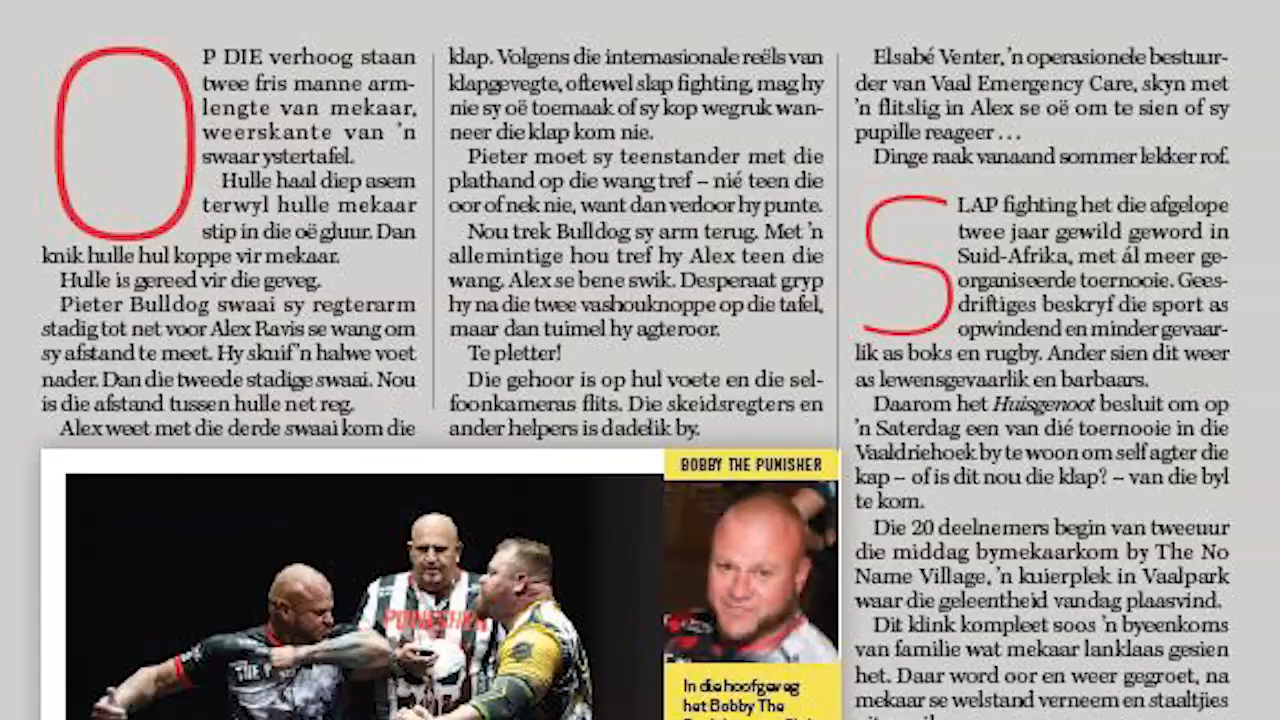 OP DIE verhoog staan
twee fris manne arm-
lengte van mekaar,
weerskante van 'n
swaar ystertafel.
Hulle haal diep asem
terwyl hulle mekaar
stip in die oë gluur. Dan
knik hulle hul koppe vir mekaar.
Hulle is gereed vir die geveg.
Pieter Bulldog swaai sy regterarm
stadig tot net voor Alex Ravis se wang om
sy afstand te meet. Hy skuif 'n halwe voet
nader. Dan die tweede stadige swaai. Nou
is die afstand tussen hulle net reg.
Alex weet met die derde swaai kom die
klap. Volgens die internasionale reëls van
klapgevegte, oftewel slap fighting, mag hy
nie sy oë toemaak of sy kop wegruk wan-
neer die klap kom nie.
Pieter moet sy teenstander met die
plathand op die wang tref – nié teen die
oor of nek nie, want dan verloor hy punte.
Nou trek Bulldog sy arm terug. Met 'n
allemintige hou tref hy Alex teen die
wang. Alex se bene swik. Desperaat gryp
hy na die twee vashouknoppe op die tafel,
maar dan tuimel hy agteroor.
Te pletter!
Die gehoor is op hul voete en die sel-
foonkameras flits. Die skeidsregters en
ander helpers is dadelik by.
Elsabé Venter, 'n operasionele bestuur-
der van Vaal Emergency Care, skyn met
'n flitslig in Alex se oë om te sien of sy
pupille reageer ...
Dinge raak vanaand sommer lekker rof.
SLAP fighting het die afgelope
twee jaar gewild geword in
Suid-Afrika, met ál meer ge-
organiseerde toernooie. Gees-
driftiges beskryf die sport as
opwindend en minder gevaar-
lik as boks en rugby. Ander sien dit weer
as lewensgevaarlik en barbaars.
Daarom het Huisgenoot besluit om op
'n Saterdag een van dié toernooie in die
Vaaldriehoek by te woon om self agter die
kap – of is dit nou die klap? – van die byl
te kom.
Die 20 deelnemers begin van tweeuur
die middag bymekaarkom by The No
Name Village, 'n kuierplek in Vaalpark
waar die geleentheid vandag plaasvind.
Dit klink kompleet soos 'n byeenkoms
van familie wat mekaar lanklaas gesien
het. Daar word oor en weer gegroet, na
mekaar se welstand verneem en staaltjies
BOBBY THE PUNISHER
In die hoofgeveg
het Bobby The